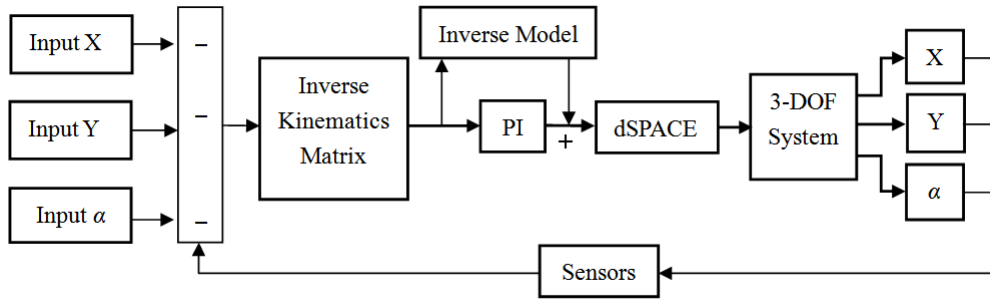 Input X
Input Y
Input α
–
–
–
Inverse
Kinematics
Matrix
Inverse Model
PI
+
dSPACE
3-DOF
System
X
Y
α
Sensors